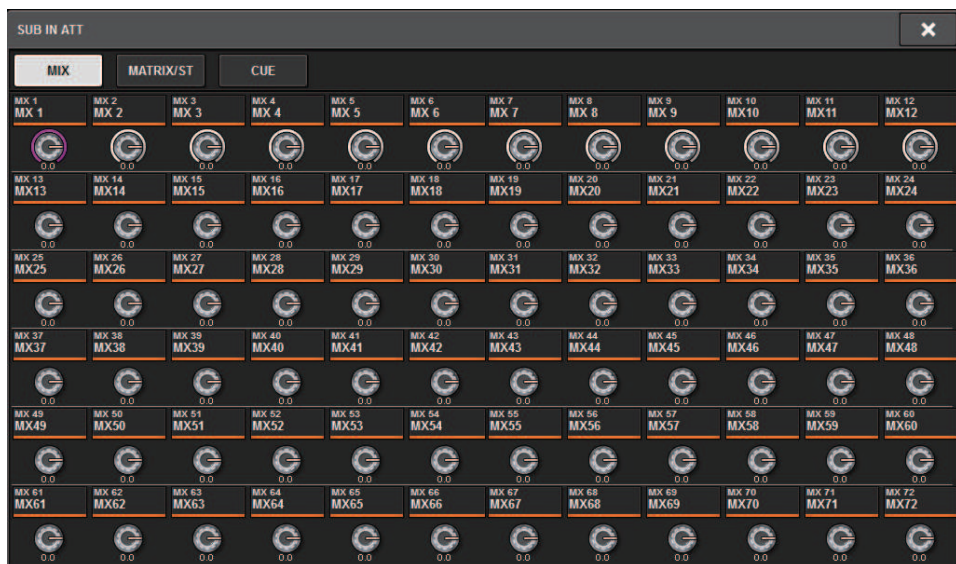 SUB IN ATT
MIX MATRIX/ST CUE
MX 1 MX 2 MX 3 MX 4 MX 5 MX 6 MX 7 MX 8 MX 9 MX 10 MX 11 MX 12
MX 1 MX 2 MX 3 MX 4 MX 5 MX 6 MX 7 MX 8 MX 9 MX10 MX11 MX12
0.0 0.0 0.0 0.0 0.0 0.0 0.0 0.0 0.0 0.0 0.0 0.0
MX 13 MX 14 MX 15 MX 16 MX 17 MX 18 MX 19 MX 20 MX 21 MX 22 MX 23 MX 24
MX13 MX14 MX15 MX16 MX17 MX18 MX19 MX20 MX21 MX22 MX23 MX24
0.0 0.0 0.0 0.0 0.0 0.0 0.0 0.0 0.0 0.0 0.0 0.0
MX 25 MX 26 MX 27 MX 28 MX 29 MX 30 MX 31 MX 32 MX 33 MX 34 MX 35 MX 36
MX25 MX26 MX27 MX28 MX29 MX30 MX31 MX32 MX33 MX34 MX35 MX36
0.0 0.0 0.0 0.0 0.0 0.0 0.0 0.0 0.0 0.0 0.0 0.0
MX 37 MX 38 MX 39 MX 40 MX 41 MX 42 MX 43 MX 44 MX 45 MX 46 MX 47 MX 48
MX37 MX38 MX39 MX40 MX41 MX42 MX43 MX44 MX45 MX46 MX47 MX48
0.0 0.0 0.0 0.0 0.0 0.0 0.0 0.0 0.0 0.0 0.0 0.0
MX 49 MX 50 MX 51 MX 52 MX 53 MX 54 MX 55 MX 56 MX 57 MX 58 MX 59 MX 60
MX49 MX50 MX51 MX52 MX53 MX54 MX55 MX56 MX57 MX58 MX59 MX60
0.0 0.0 0.0 0.0 0.0 0.0 0.0 0.0 0.0 0.0 0.0 0.0
MX 61 MX 62 MX 63 MX 64 MX 65 MX 66 MX 67 MX 68 MX 69 MX 70 MX 71 MX 72
MX61 MX62 MX63 MX64 MX65 MX66 MX67 MX68 MX69 MX70 MX71 MX72
0.0 0.0 0.0 0.0 0.0 0.0 0.0 0.0 0.0 0.0 0.0 0.0